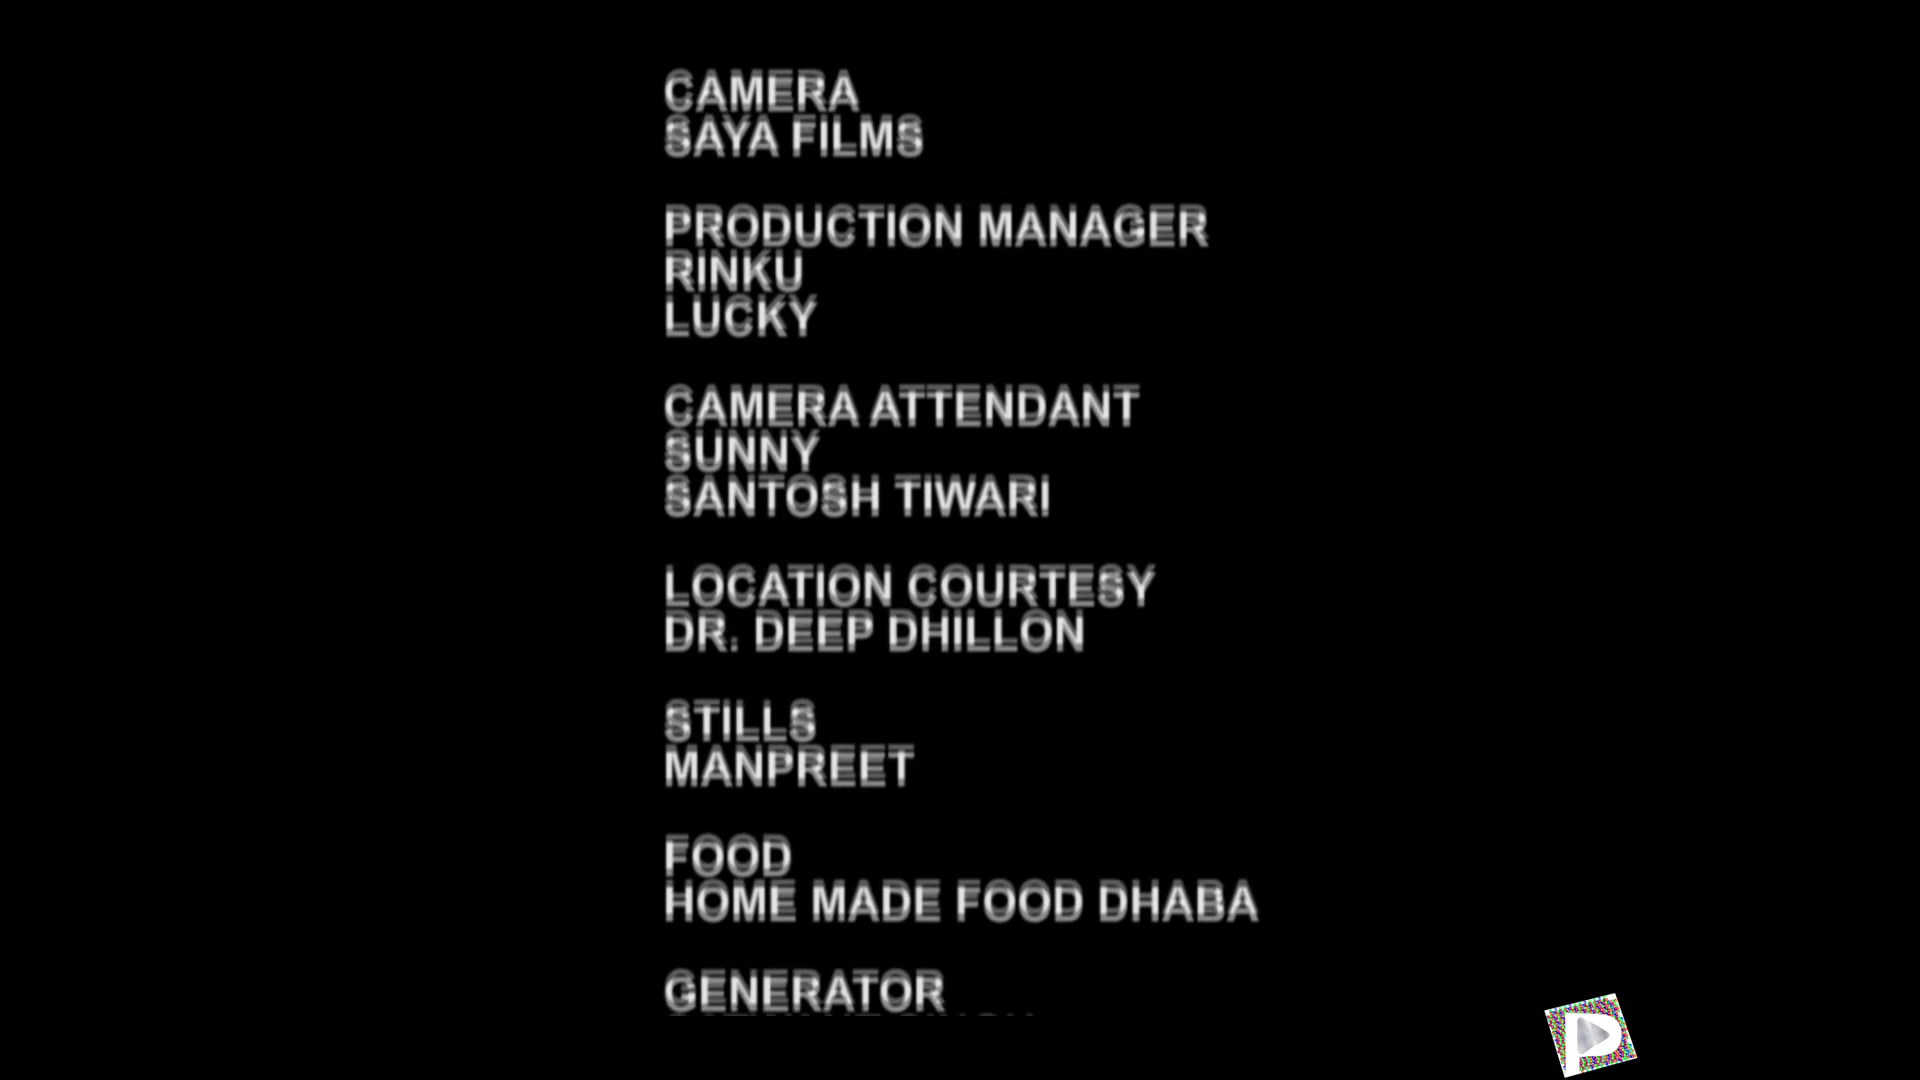 CAMERA
SAYA FILMS
PRODUCTION MANAGER
RINKU
LUCKY
CAMERA ATTENDANT
SUNNY
SANTOSH TIWARI
LOCATION COURTESY
DR. DEEP DHILLON
STILLS
MANPREET
FOOD
HOME MADE FOOD DHABA
GENERATOR